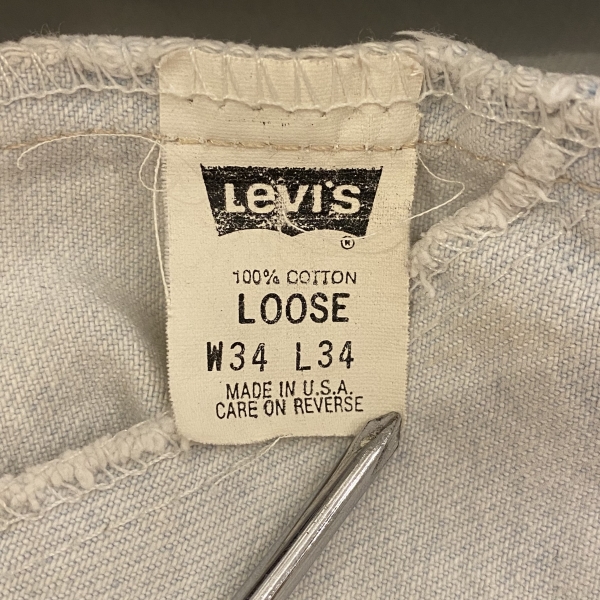 Levi's
®
100% COTTON
LOOSE
W34 L34
MADE IN U.S.A.
CARE ON REVERSE